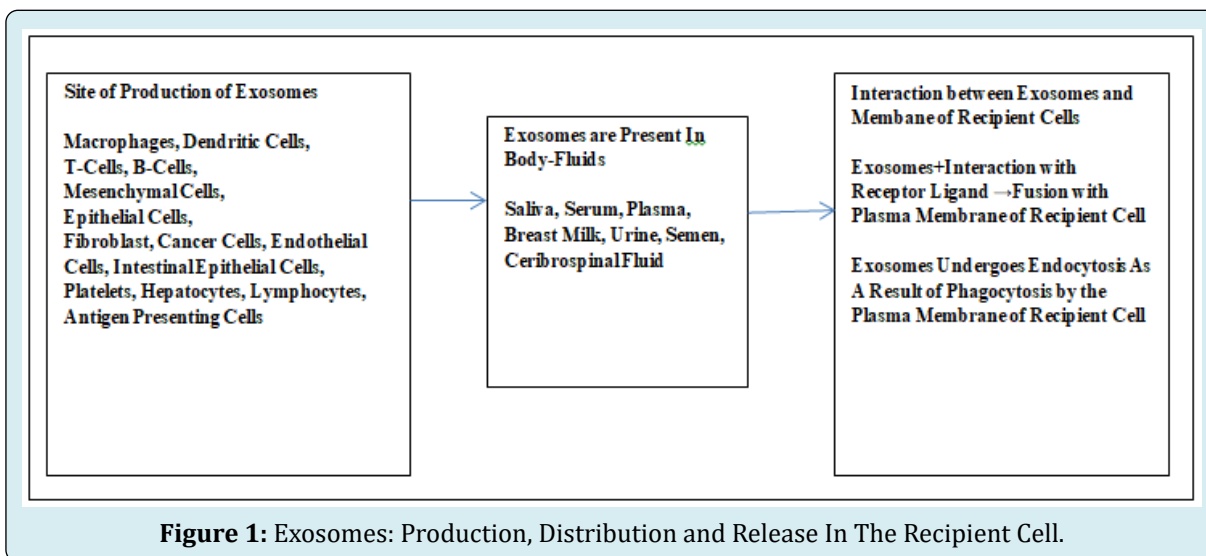 Site of Production of Exosomes
Macrophages, Dendritic Cells,
T-Cells, B-Cells,
Mesenchymal Cells,
Epithelial Cells,
Fibroblast, Cancer Cells, Endothelial
Cells, Intestinal Epithelial Cells,
Platelets, Hepatocytes, Lymphocytes,
Antigen Presenting Cells
Exosomes are Present In
Body-Fluids
Saliva, Serum, Plasma,
Breast Milk, Urine, Semen,
Ceribrospinal Fluid
Interaction between Exosomes and
Membane of Recipient Cells
Exosomes+Interaction with
Receptor Ligand →Fusion with
Plasma Membrane of Recipient Cell
Exosomes Undergoes Endocytosis As
A Result of Phagocytosis by the
Plasma Membrane of Recipient Cell
Figure 1: Exosomes: Production, Distribution and Release In The Recipient Cell.